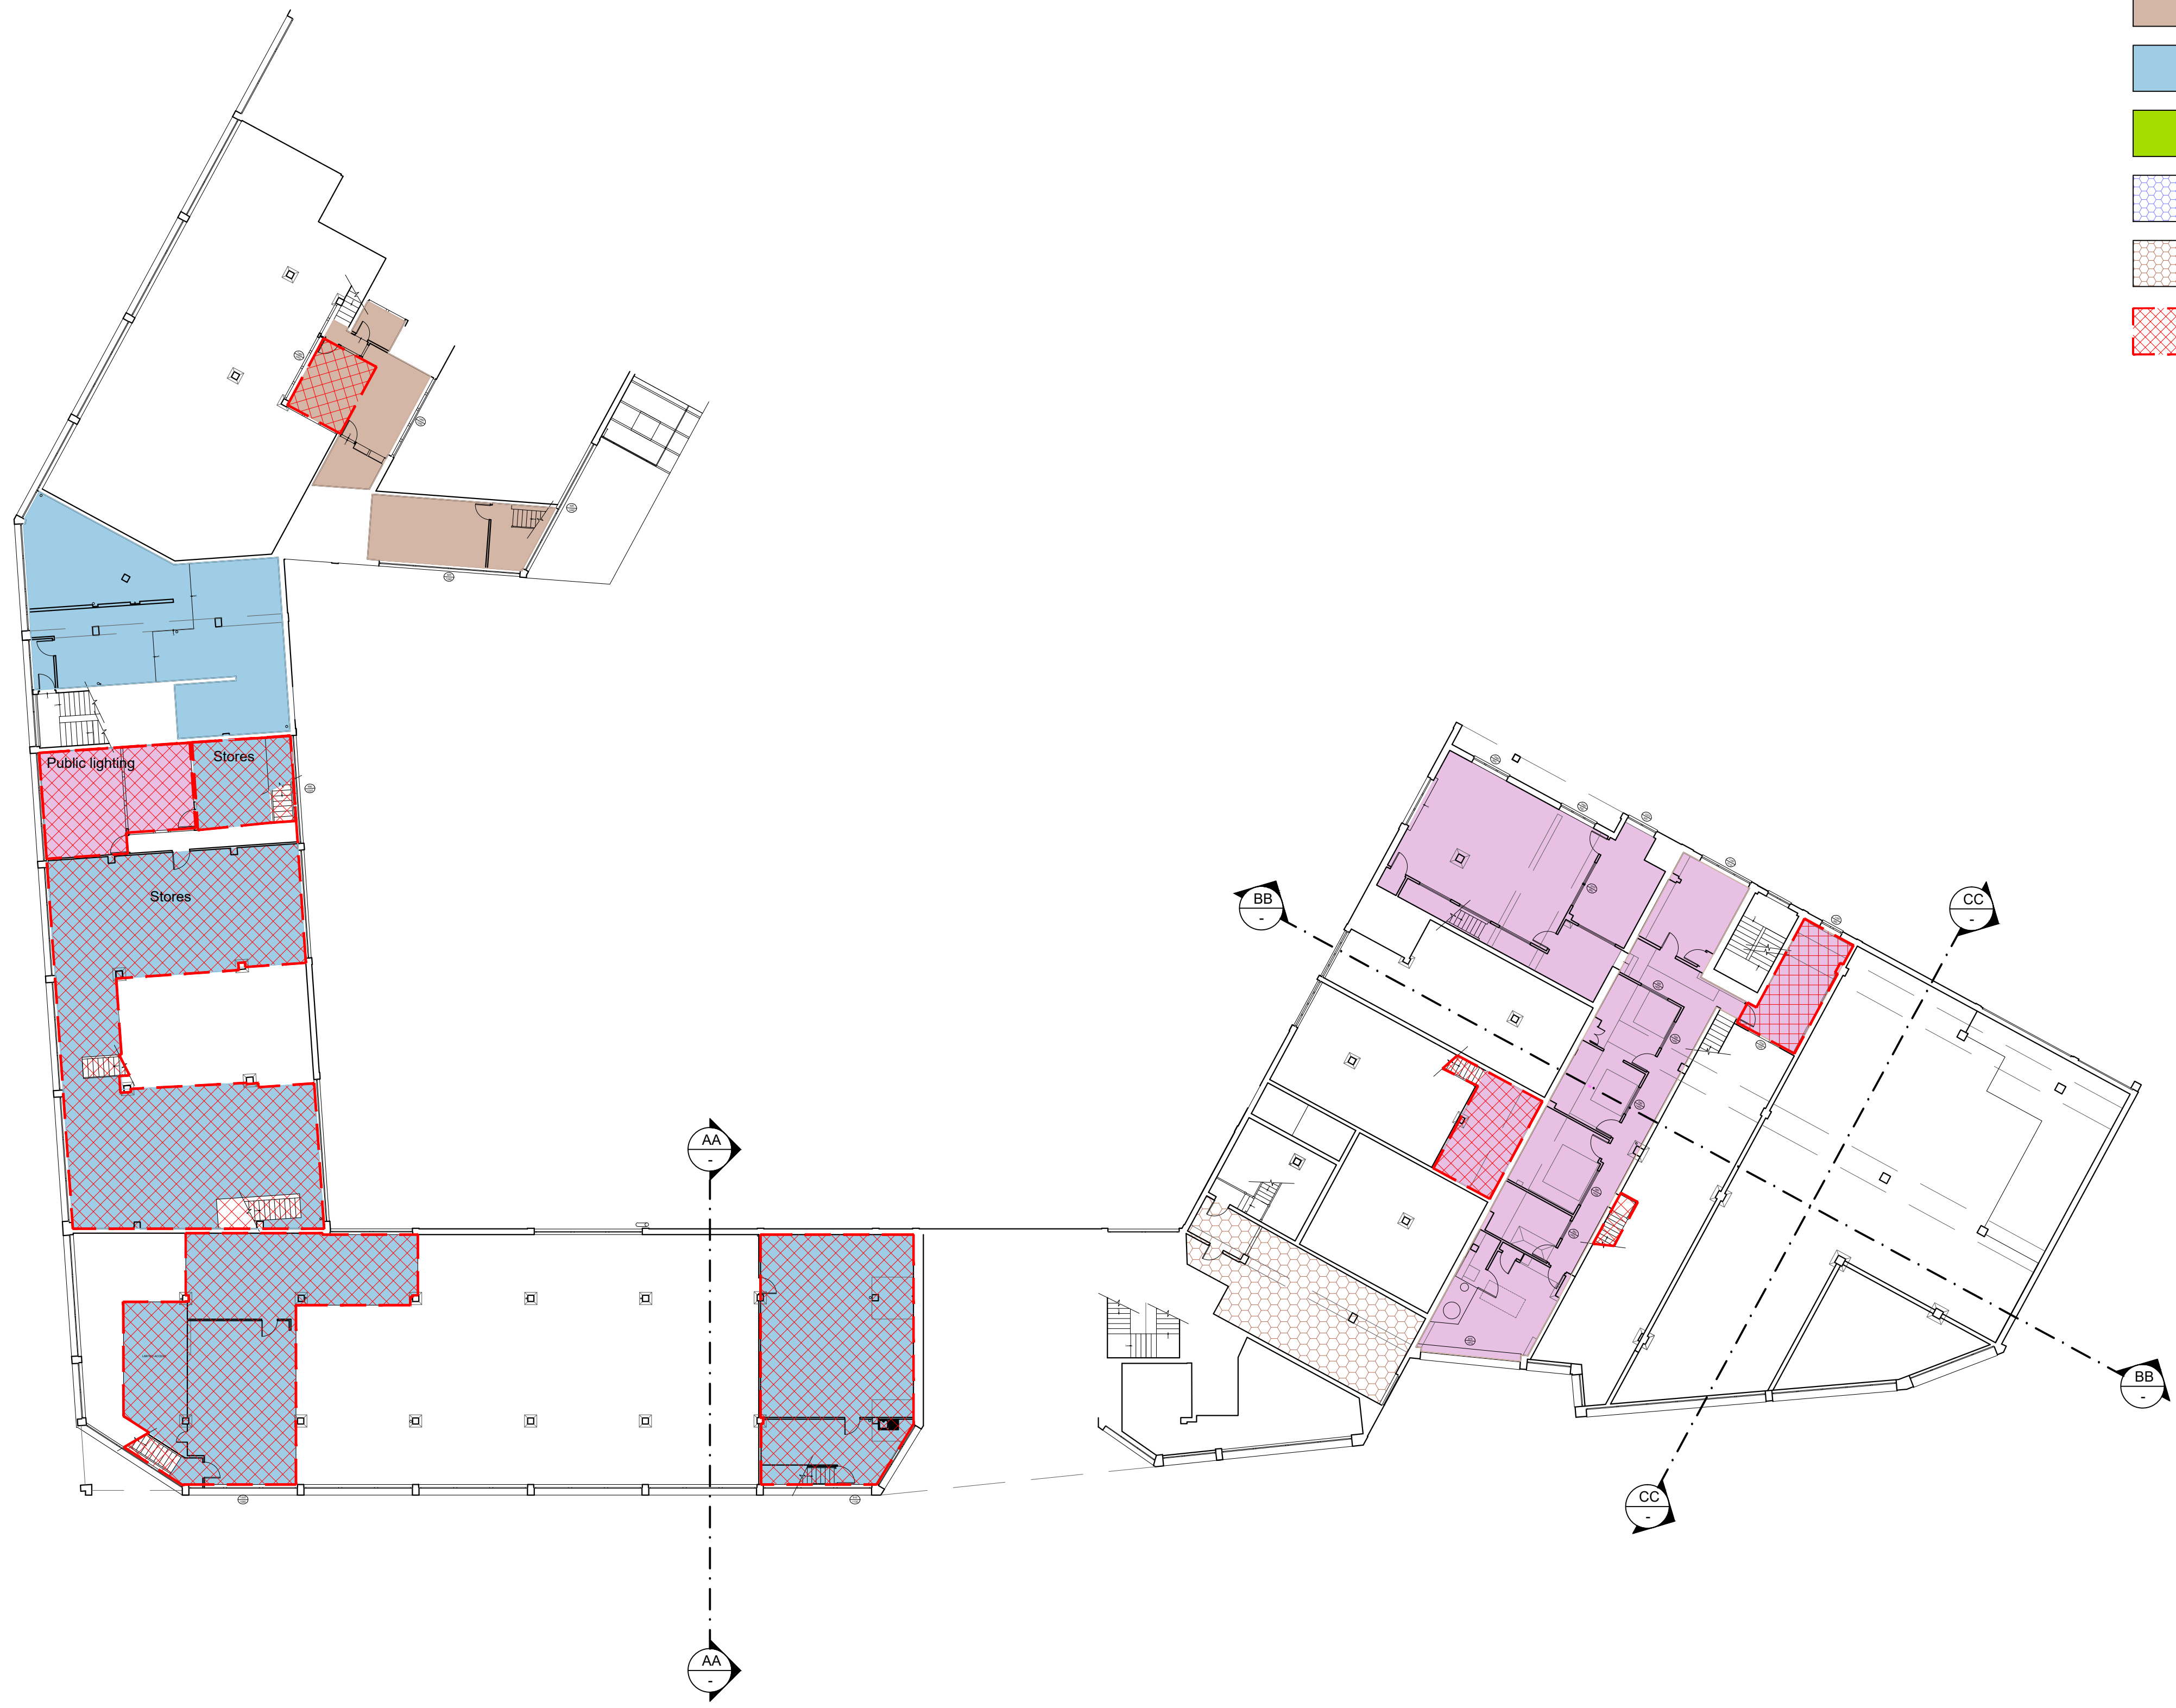 Public lighting
Stores
Stores
BB
-
CC
-
AA
-
BB
-
CC
-
AA
-